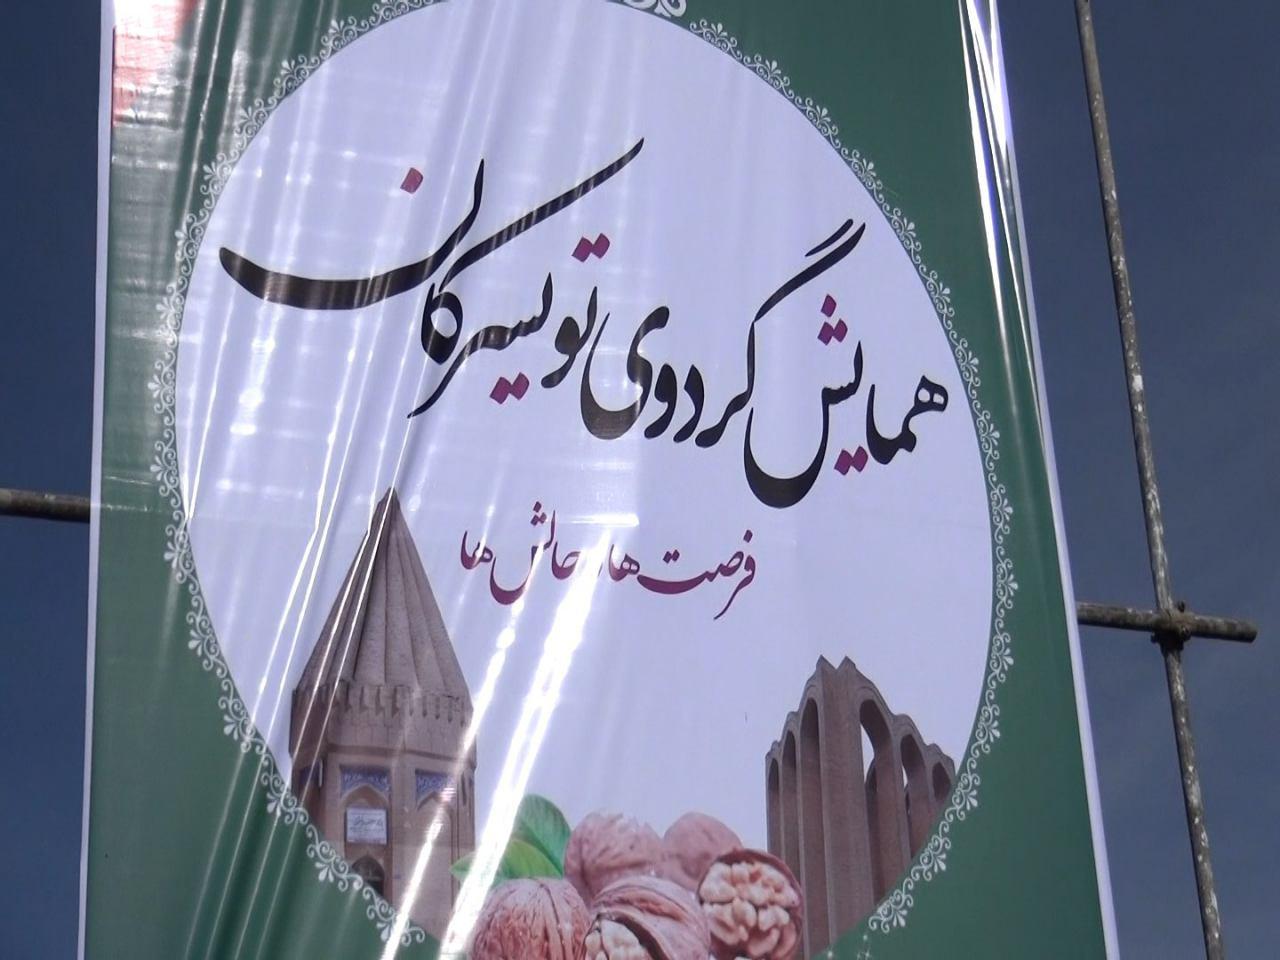 همایش گردوی تویسرکان
فرصت ها، چالش ها